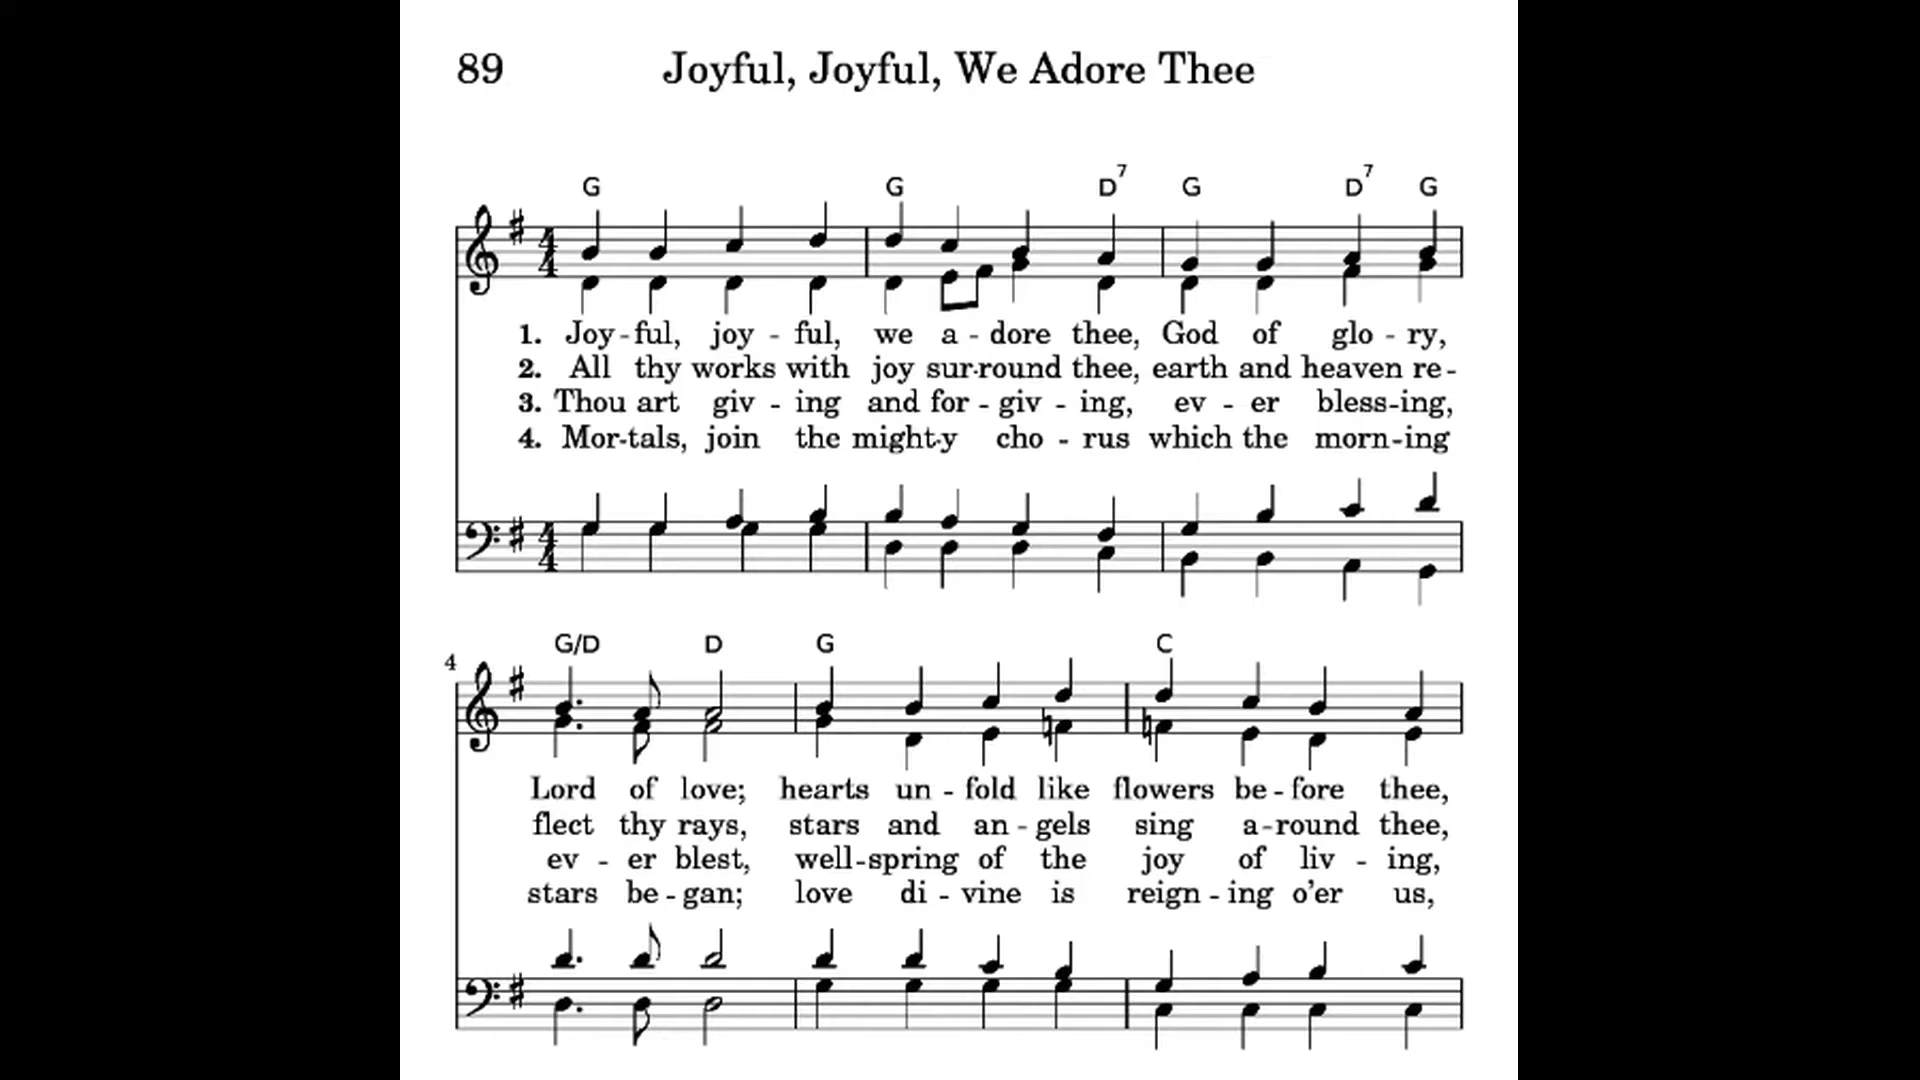 89 Joyful, Joyful, We Adore Thee
G G D7 G D7 G
1. Joy-ful, joy - ful, we a - dore thee, God of glo - ry,
2. All thy works with joy sur-round thee, earth and heaven re-
3. Thou art giv - ing and for - giv - ing, ev - er bless-ing,
4. Mor-tals, join the might-y cho - rus which the morn-ing
4 G/D D G C
Lord of love; hearts un - fold like flowers be - fore thee,
flect thy rays, stars and an - gels sing a-round thee,
ev - er blest, well-spring of the joy of liv - ing,
stars be - gan; love di - vine is reign - ing o'er us,